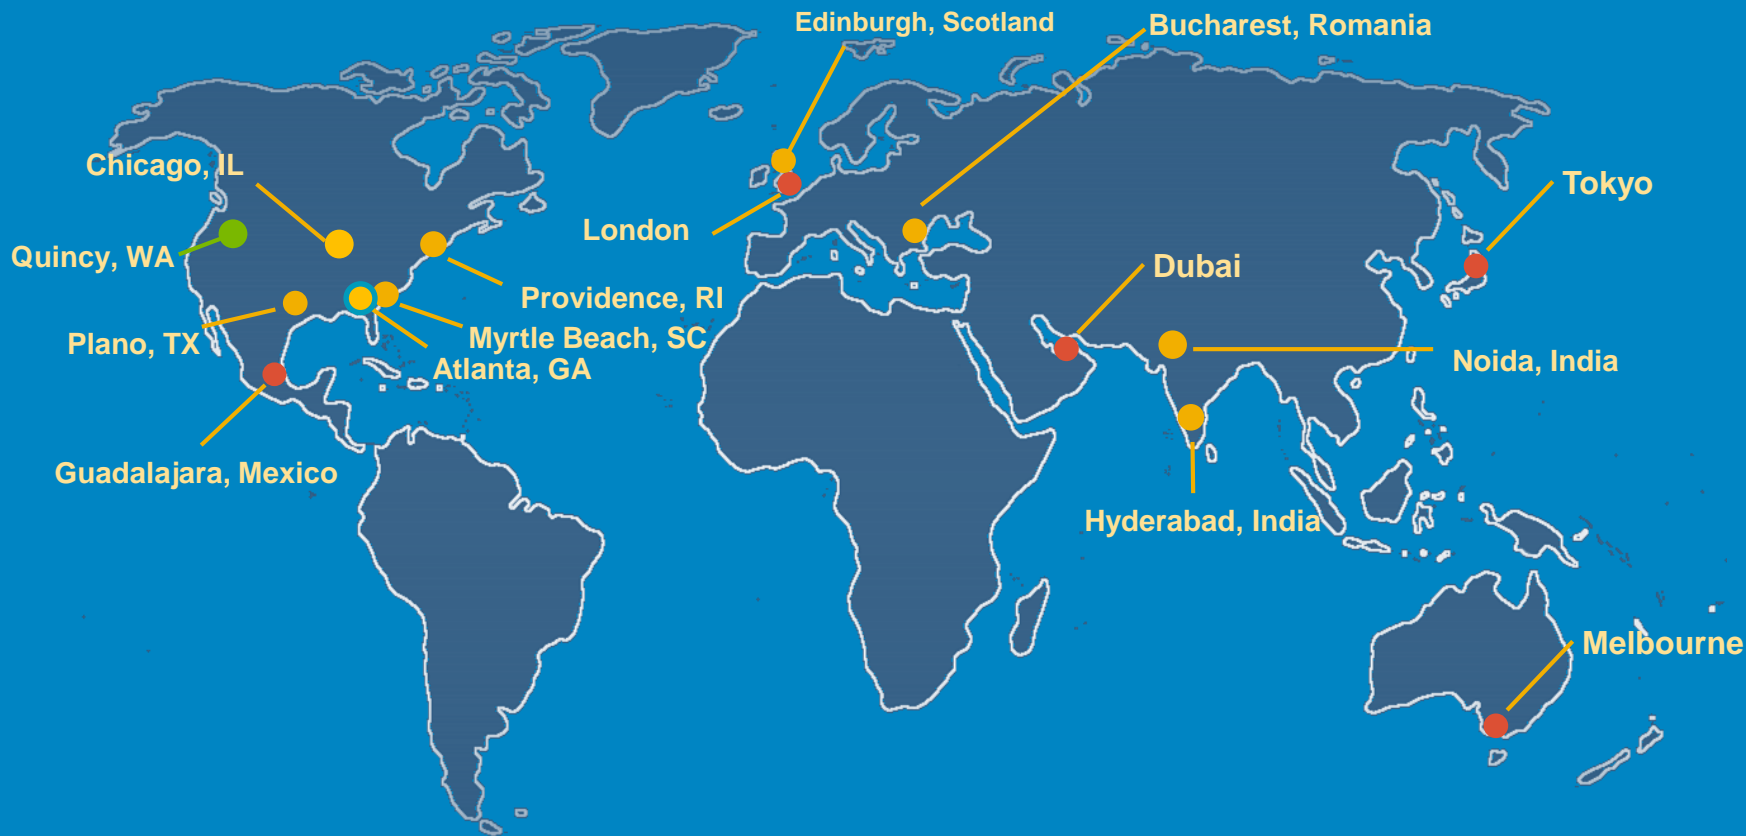 Edinburgh, Scotland
Bucharest, Romania
Chicago, IL
Tokyo
London
Quincy, WA
Dubai
Providence, RI
Myrtle Beach, SC
Plano, TX
Atlanta, GA
Noida, India
Guadalajara, Mexico
Hyderabad, India
Melbourne